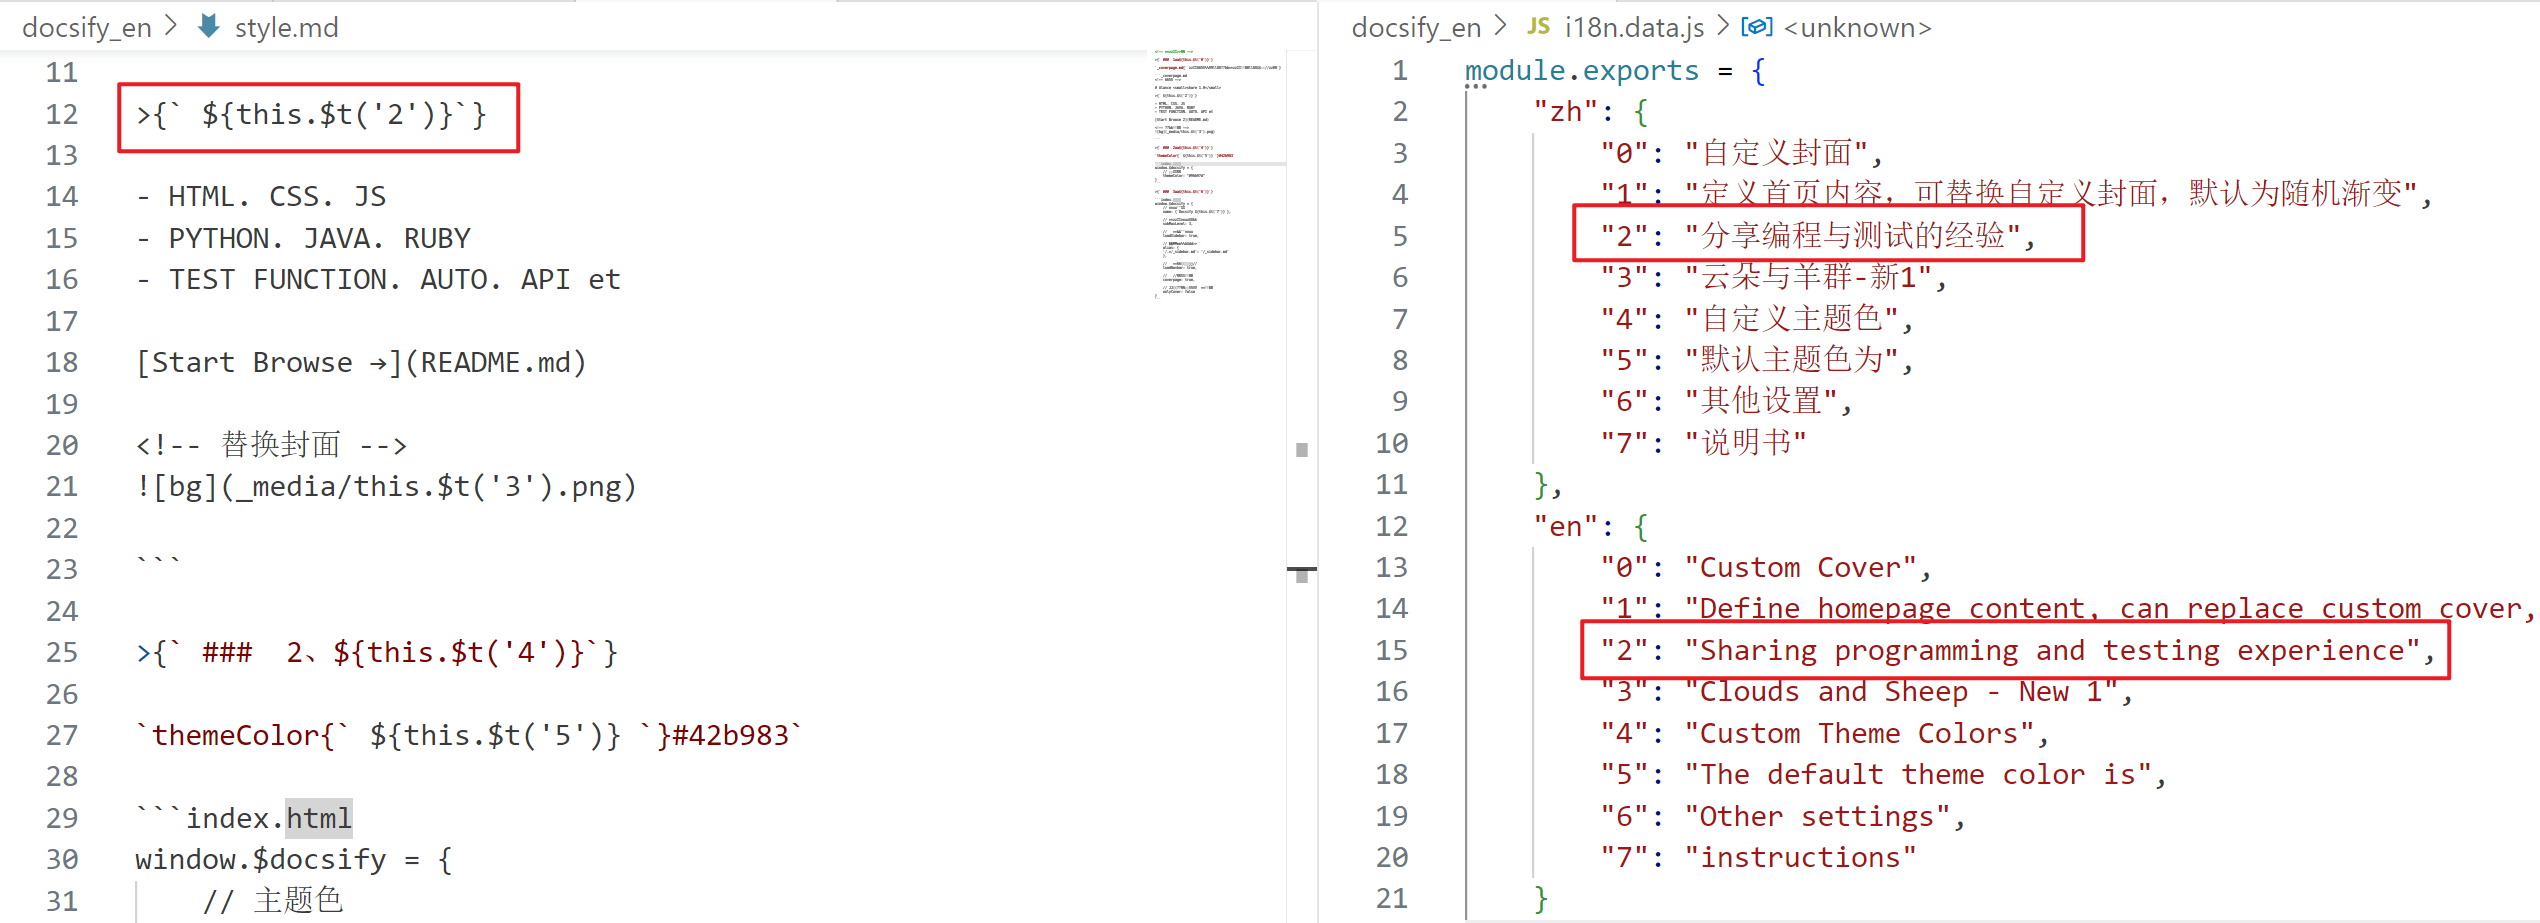 docsify_en > style.md
11
12 >{` ${this.$t('2')}`}
13
14 - HTML. CSS. JS
15 - PYTHON. JAVA. RUBY
16 - TEST FUNCTION. AUTO. API et
17
18 [Start Browse →](README.md)
19
20 <!-- 替换封面 -->
21 ![bg](_media/this.$t('3').png)
22
23 ```
24
25 >{` ###  2、${this.$t('4')}`}
26
27 `themeColor{` ${this.$t('5')} `}#42b983`
28
29 ```index.html
30 window.$docsify = {
31     // 主题色
docsify_en > JS i18n.data.js > <unknown>
1 module.exports = {
2     "zh": {
3         "0": "自定义封面",
4         "1": "定义首页内容，可替换自定义封面，默认为随机渐变",
5         "2": "分享编程与测试的经验",
6         "3": "云朵与羊群-新1",
7         "4": "自定义主题色",
8         "5": "默认主题色为",
9         "6": "其他设置",
10         "7": "说明书"
11     },
12     "en": {
13         "0": "Custom Cover",
14         "1": "Define homepage content, can replace custom cover,
15         "2": "Sharing programming and testing experience",
16         "3": "Clouds and Sheep - New 1",
17         "4": "Custom Theme Colors",
18         "5": "The default theme color is",
19         "6": "Other settings",
20         "7": "instructions"
21     }